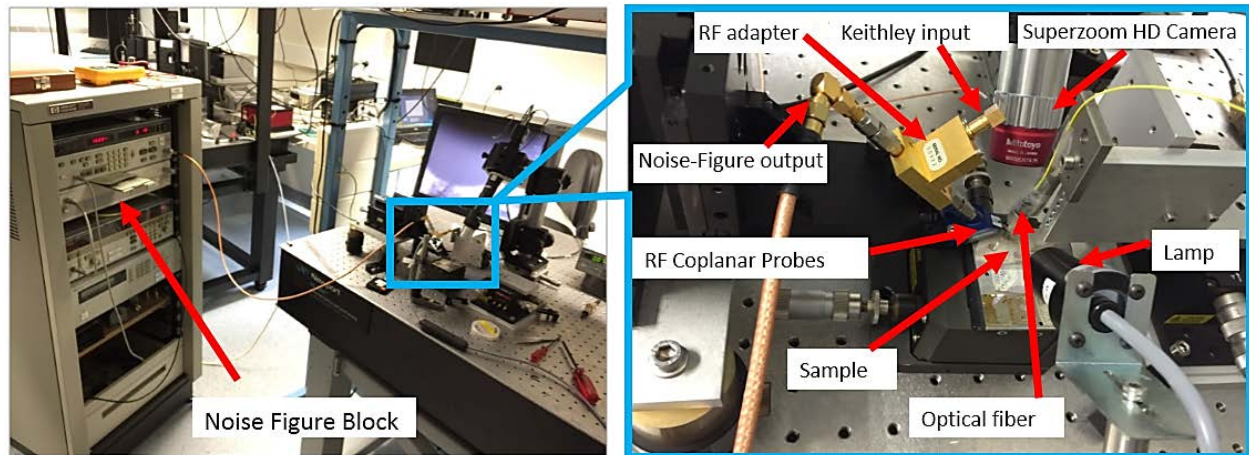 RF adapter
Keithley input
Superzoom HD Camera
Mitutoyo
Noise-Figure output
RF Coplanar Probes
Lamp
Sample
Optical fiber
Noise Figure Block